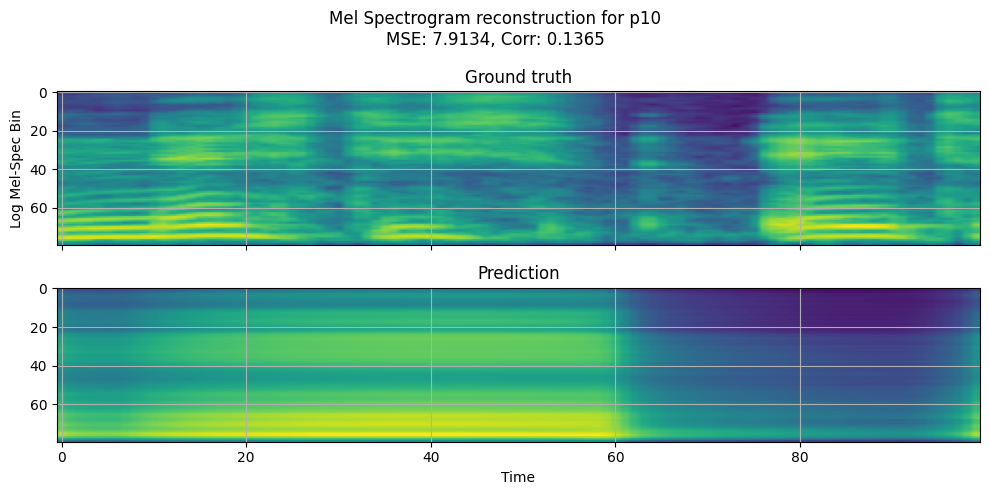 Mel Spectrogram reconstruction for p10
MSE: 7.9134, Corr: 0.1365
Ground truth
Log Mel-Spec Bin
0
20
40
60
Prediction
0
20
40
60
0 20 40 60 80
Time